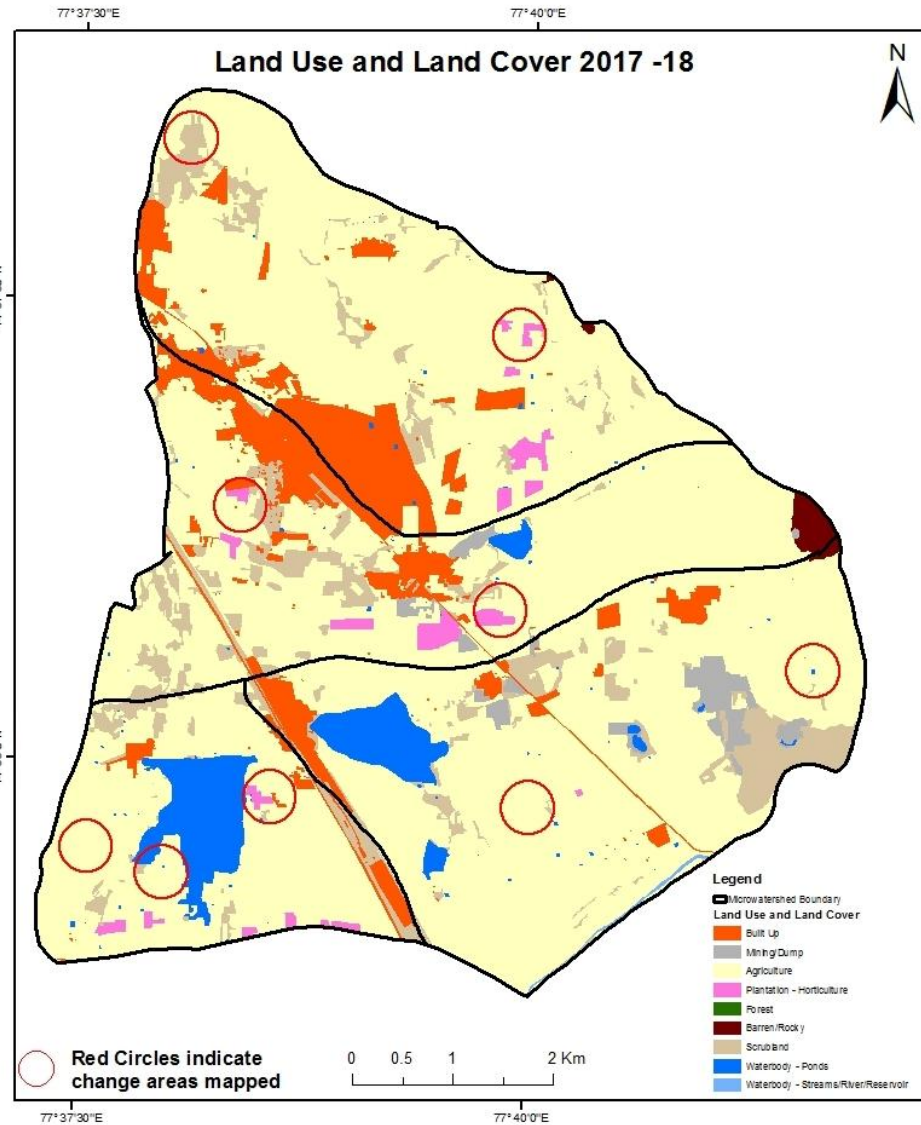 77° 37'30"E
77° 40'0"E
Land Use and Land Cover 2017 -18
N
Legend
Microwatershed Boundary
Land Use and Land Cover
Built Up
Mining/Dump
Agriculture
Plantation - Horticulture
Forest
Barren/Rocky
Scrubland
Waterbody - Ponds
Waterbody - Streams/River/Reservoir
Red Circles indicate
change areas mapped
0 0.5 1 2 Km
77° 37'30"E
77° 40'0"E